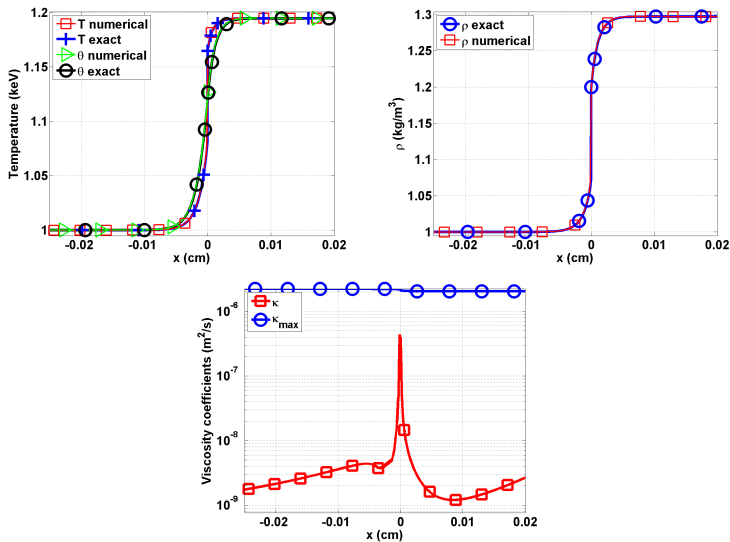 1.2
1.15
1.1
1.05
1
Temperature (keV)
T numerical
T exact
θ numerical
θ exact
-0.02
-0.01
0
0.01
0.02
x (cm)
1.3
1.25
1.2
1.15
1.1
1.05
1
ρ (kg/m³)
ρ exact
ρ numerical
-0.02
-0.01
0
0.01
0.02
x (cm)
10⁻⁶
10⁻⁷
10⁻⁸
10⁻⁹
Viscosity coefficients (m²/s)
κ
κmax
-0.02
-0.01
0
0.01
0.02
x (cm)